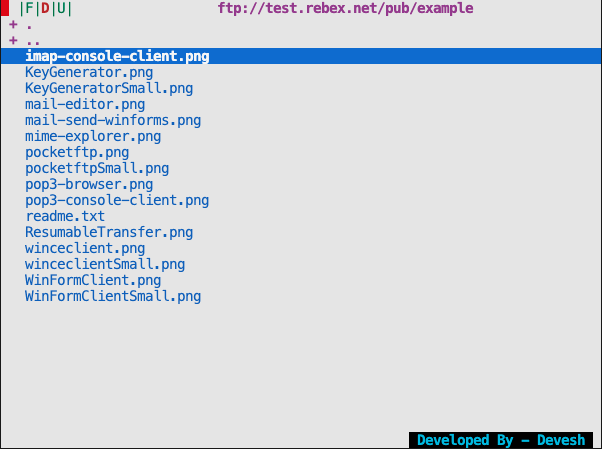 |F|D|U| ftp://test.rebex.net/pub/example
+ .
+ ..
imap-console-client.png
KeyGenerator.png
KeyGeneratorSmall.png
mail-editor.png
mail-send-winforms.png
mime-explorer.png
pocketftp.png
pocketftpSmall.png
pop3-browser.png
pop3-console-client.png
readme.txt
ResumableTransfer.png
winceclient.png
winceclientSmall.png
WinFormClient.png
WinFormClientSmall.png
Developed By - Devesh